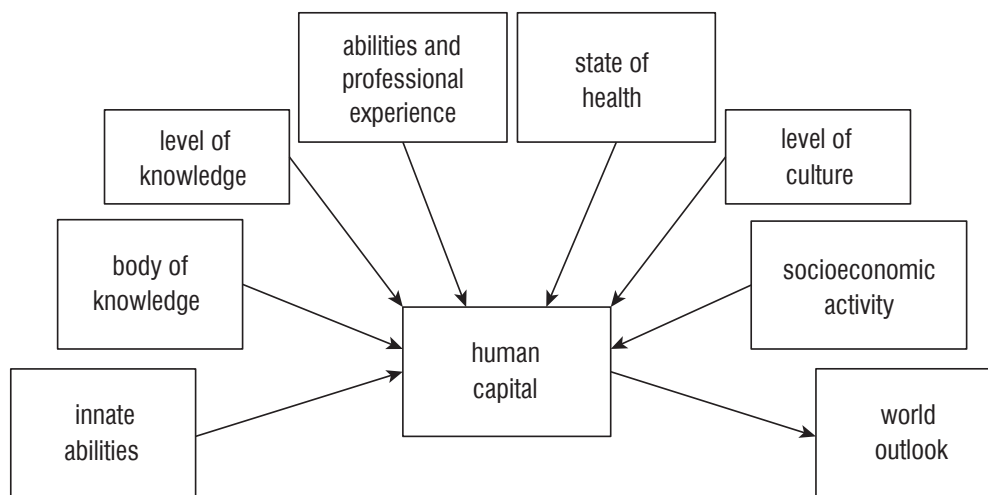 abilities and
professional
experience
state of
health
level of
knowledge
level of
culture
body of
knowledge
socioeconomic
activity
human
capital
innate
abilities
world
outlook